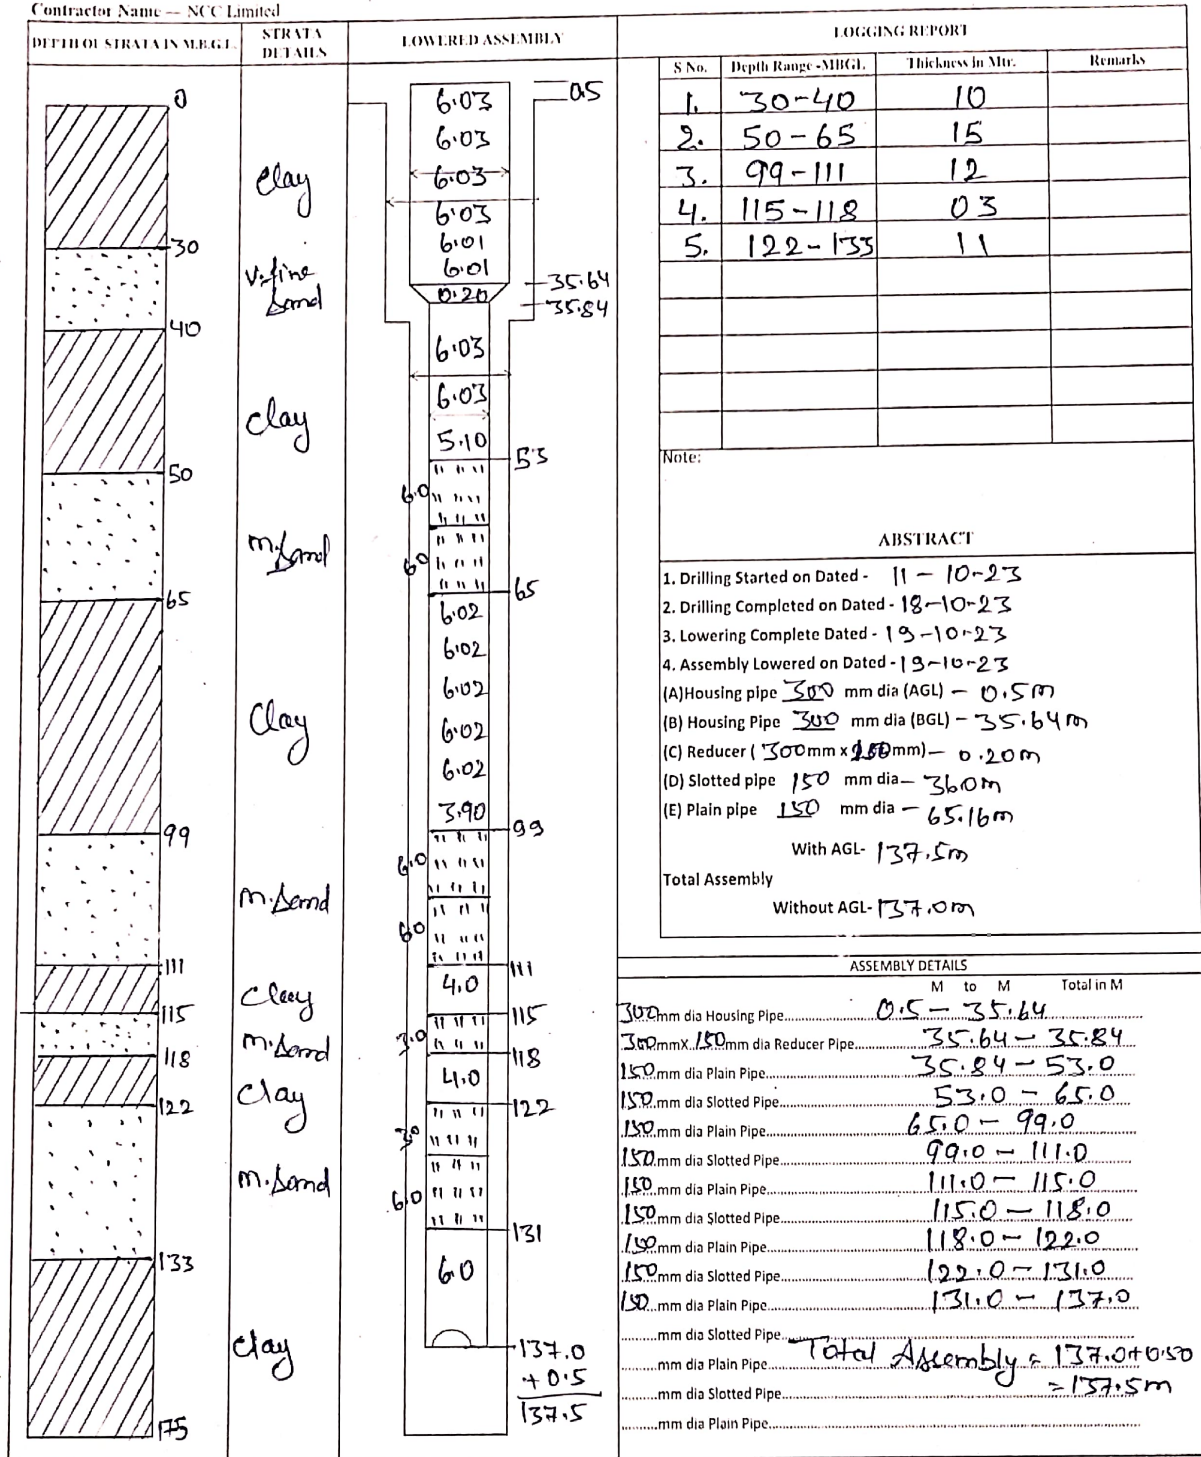 Contractor Name -- NCC Limited
DEPTH OF STRATA IN M.B.G.L.
STRATA DETAILS
LOWERED ASSEMBLY
LOGGING REPORT
0
30
40
50
65
99
111
115
118
122
133
175
Clay
V.fine Sand
Clay
m.Sand
Clay
m.Sand
Clay
m.Sand
Clay
m.Sand
Clay
6.03
0.5
6.03
6.03
6.03
6.01
6.01
0.20
35.64
35.84
6.03
6.03
5.10
53
6.0
6.0
65
6.02
6.02
6.02
6.02
6.02
3.90
99
6.0
6.0
111
4.0
115
3.0
118
4.0
122
3.0
6.0
131
6.0
137.0
+ 0.5
137.5
S No. Depth Range -MBGL Thickness in Mtr. Remarks
1. 30-40 10
2. 50-65 15
3. 99-111 12
4. 115-118 03
5. 122-133 11
Note:
ABSTRACT
1. Drilling Started on Dated - 11-10-23
2. Drilling Completed on Dated - 18-10-23
3. Lowering Complete Dated - 19-10-23
4. Assembly Lowered on Dated - 19-10-23
(A)Housing pipe 300 mm dia (AGL) - 0.5m
(B) Housing Pipe 300 mm dia (BGL) - 35.64m
(C) Reducer ( 300mm x 150mm) - 0.20m
(D) Slotted pipe 150 mm dia - 36.0m
(E) Plain pipe 150 mm dia - 65.16m
With AGL- 137.5m
Total Assembly
Without AGL- 137.0m
ASSEMBLY DETAILS
M to M Total in M
300mm dia Housing Pipe 0.5 - 35.64
300mmX 150mm dia Reducer Pipe 35.64 - 35.84
150mm dia Plain Pipe 35.84 - 53.0
150mm dia Slotted Pipe 53.0 - 65.0
150mm dia Plain Pipe 65.0 - 99.0
150mm dia Slotted Pipe 99.0 - 111.0
150mm dia Plain Pipe 111.0 - 115.0
150mm dia Slotted Pipe 115.0 - 118.0
150mm dia Plain Pipe 118.0 - 122.0
150mm dia Slotted Pipe 122.0 - 131.0
150mm dia Plain Pipe 131.0 - 137.0
mm dia Slotted Pipe
mm dia Plain Pipe Total Assembly = 137.0+0.50
mm dia Slotted Pipe = 137.5m
mm dia Plain Pipe